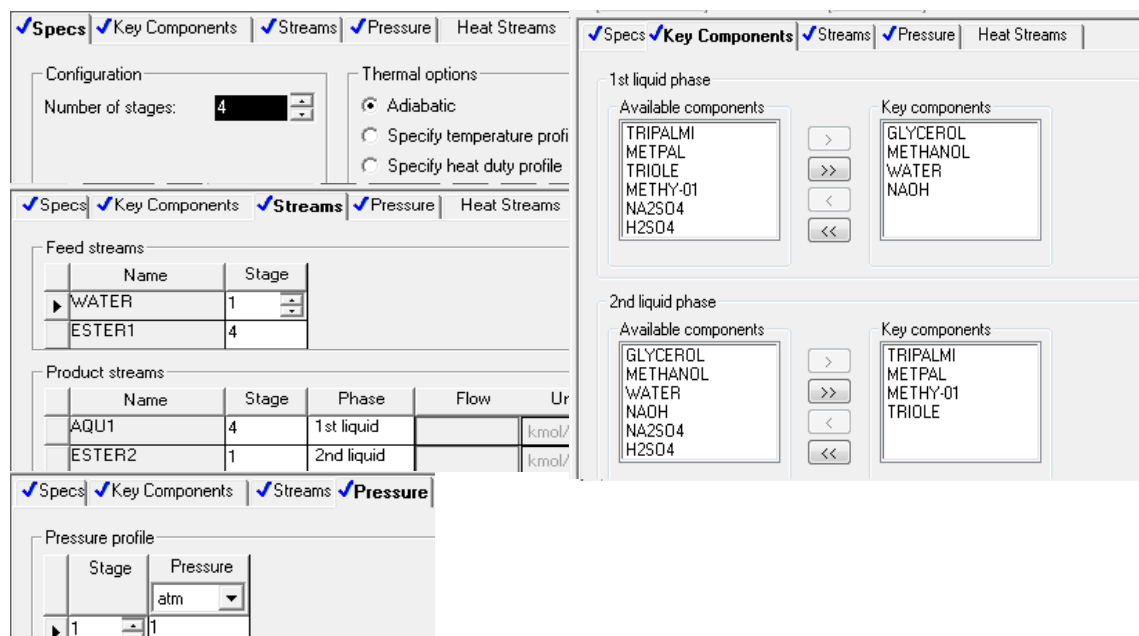 Specs Key Components Streams Pressure Heat Streams
Configuration
Number of stages: 4
Thermal options
Adiabatic
Specify temperature profi
Specify heat duty profile
Specs Key Components Streams Pressure Heat Streams
Feed streams
Name Stage
WATER 1
ESTER1 4
Product streams
Name Stage Phase Flow Un
AQU1 4 1st liquid kmol/
ESTER2 1 2nd liquid kmol/
Specs Key Components Streams Pressure
Pressure profile
Stage Pressure
atm
1 1
Specs Key Components Streams Pressure Heat Streams
1st liquid phase
Available components
TRIPALMI
METPAL
TRIOLE
METHY-01
NA2SO4
H2SO4
>
>>
<
<<
Key components
GLYCEROL
METHANOL
WATER
NAOH
2nd liquid phase
Available components
GLYCEROL
METHANOL
WATER
NAOH
NA2SO4
H2SO4
>
>>
<
<<
Key components
TRIPALMI
METPAL
METHY-01
TRIOLE